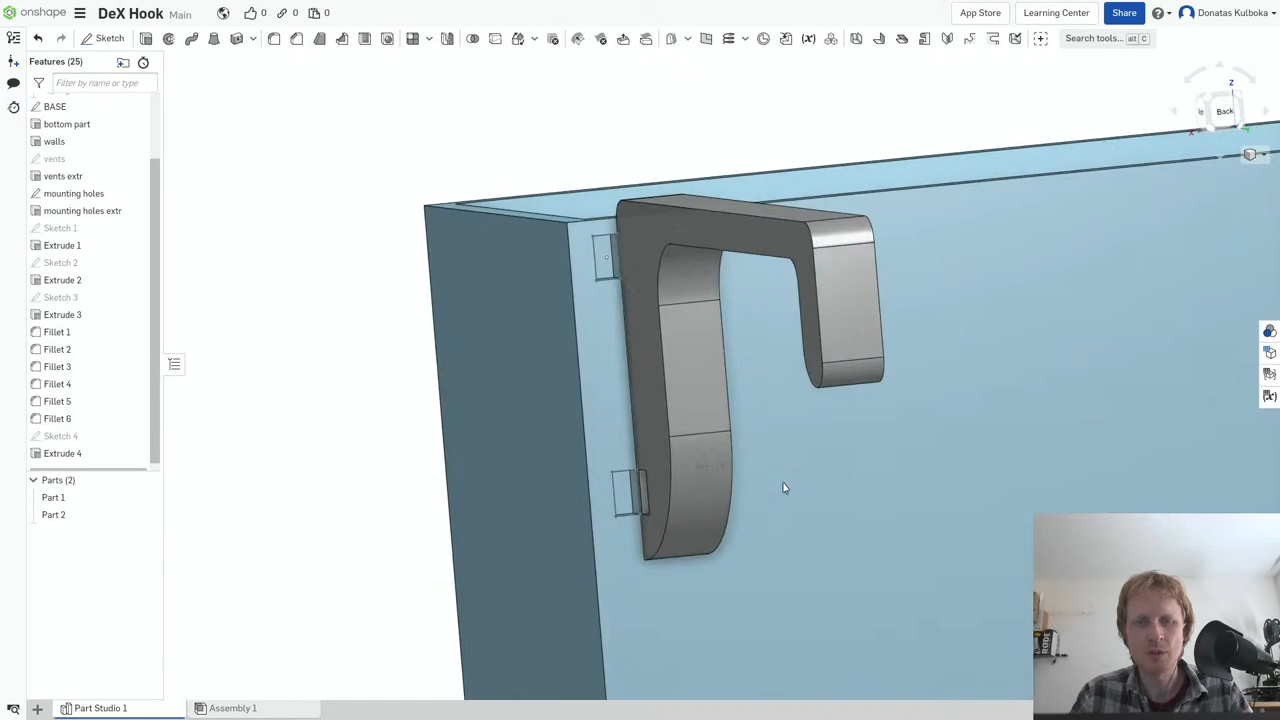 onshape
DeX Hook Main
0
0
0
App Store
Learning Center
Share
Donatas Kulboka
Sketch
Search tools...
alt C
Features (25)
Filter by name or type
BASE
bottom part
walls
vents
vents extr
mounting holes
mounting holes extr
Sketch 1
Extrude 1
Sketch 2
Extrude 2
Sketch 3
Extrude 3
Fillet 1
Fillet 2
Fillet 3
Fillet 4
Fillet 5
Fillet 6
Sketch 4
Extrude 4
Parts (2)
Part 1
Part 2
Z
Back
X
RODE
Part Studio 1
Assembly 1